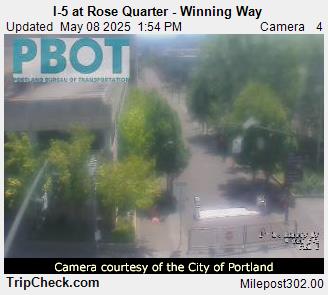 I-5 at Rose Quarter - Winning Way
Updated May 08 2025 1:54 PM Camera 4
PBOT
PORTLAND BUREAU OF TRANSPORTATION
Camera courtesy of the City of Portland
TripCheck.com Milepost302.00